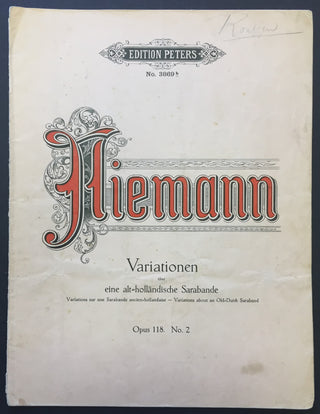 EDITION PETERS
No. 3869b
Niemann
Variationen
über
eine alt-holländische Sarabande
Variations sur une Sarabande ancien-hollandaise — Variations about an Old-Dutch Saraband
Opus 118. No. 2